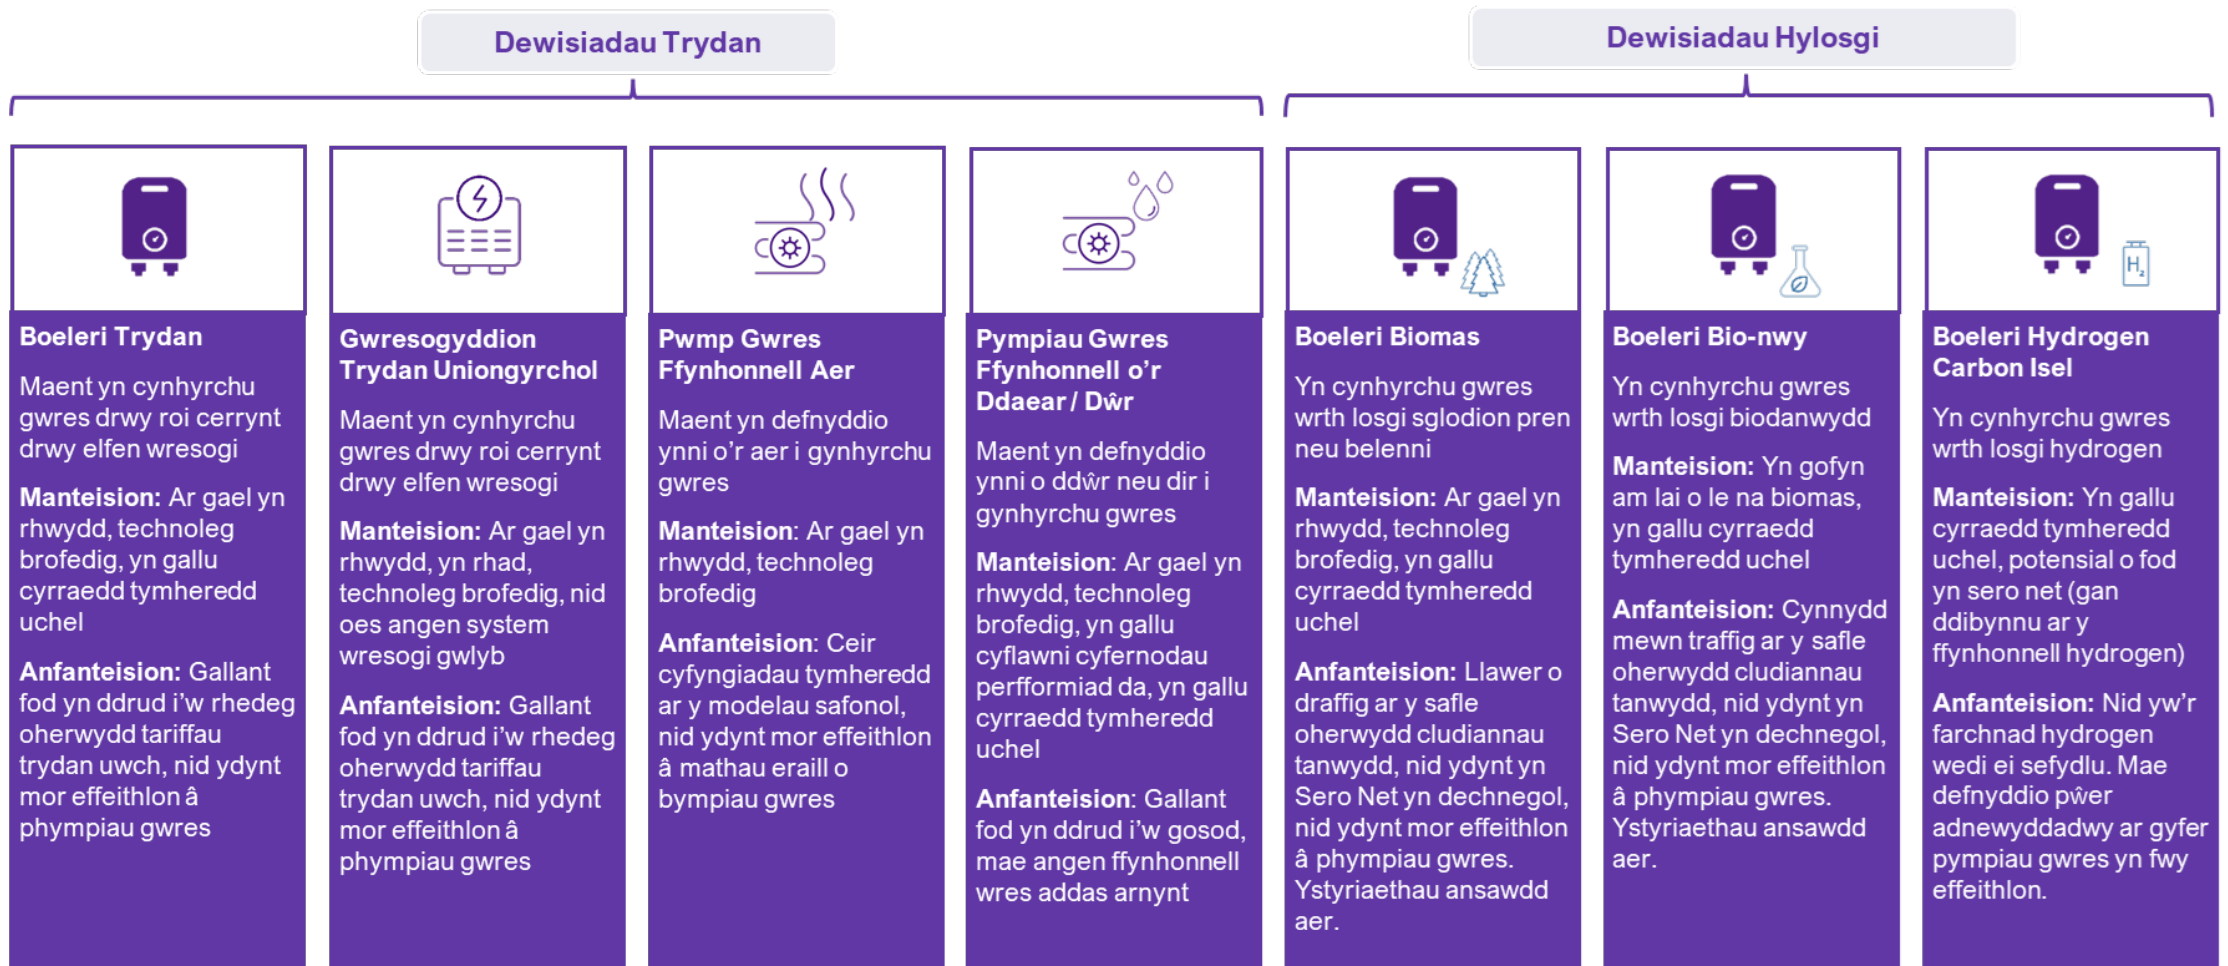 Dewisiadau Trydan
Dewisiadau Hylosgi
Boeleri Trydan
Maent yn cynhyrchu
gwres drwy roi cerrynt
drwy elfen wresogi
Manteision: Ar gael yn
rhwydd, technoleg
brofedig, yn gallu
cyrraedd tymheredd
uchel
Anfanteision: Gallant
fod yn ddrud i’w rhedeg
oherwydd tariffau
trydan uwch, nid ydynt
mor effeithlon â
phympiau gwres
Gwresogyddion
Trydan Uniongyrchol
Maent yn cynhyrchu
gwres drwy roi cerrynt
drwy elfen wresogi
Manteision: Ar gael yn
rhwydd, yn rhad,
technoleg brofedig, nid
oes angen system
wresogi gwlyb
Anfanteision: Gallant
fod yn ddrud i’w rhedeg
oherwydd tariffau
trydan uwch, nid ydynt
mor effeithlon â
phympiau gwres
Pwmp Gwres
Ffynhonnell Aer
Maent yn defnyddio
ynni o’r aer i gynhyrchu
gwres
Manteision: Ar gael yn
rhwydd, technoleg
brofedig
Anfanteision: Ceir
cyfyngiadau tymheredd
ar y modelau safonol,
nid ydynt mor effeithlon
â mathau eraill o
bympiau gwres
Pympiau Gwres
Ffynhonnell o’r
Ddaear / Dŵr
Maent yn defnyddio
ynni o ddŵr neu dir i
gynhyrchu gwres
Manteision: Ar gael yn
rhwydd, technoleg
brofedig, yn gallu
cyflawni cyfernodau
perfformiad da, yn gallu
cyrraedd tymheredd
uchel
Anfanteision: Gallant
fod yn ddrud i’w gosod,
mae angen ffynhonnell
wres addas arnynt
Boeleri Biomas
Yn cynhyrchu gwres
wrth losgi sglodion pren
neu belenni
Manteision: Ar gael yn
rhwydd, technoleg
brofedig, yn gallu
cyrraedd tymheredd
uchel
Anfanteision: Llawer o
draffig ar y safle
oherwydd cludiannau
tanwydd, nid ydynt yn
Sero Net yn dechnegol,
nid ydynt mor effeithlon
â phympiau gwres.
Ystyriaethau ansawdd
aer.
Boeleri Bio-nwy
Yn cynhyrchu gwres
wrth losgi biodanwydd
Manteision: Yn gofyn
am lai o le na biomas,
yn gallu cyrraedd
tymheredd uchel
Anfanteision: Cynnydd
mewn traffig ar y safle
oherwydd cludiannau
tanwydd, nid ydynt yn
Sero Net yn dechnegol,
nid ydynt mor effeithlon
â phympiau gwres.
Ystyriaethau ansawdd
aer.
H₂
Boeleri Hydrogen
Carbon Isel
Yn cynhyrchu gwres
wrth losgi hydrogen
Manteision: Yn gallu
cyrraedd tymheredd
uchel, potensial o fod
yn sero net (gan
ddibynnu ar y
ffynhonnell hydrogen)
Anfanteision: Nid yw’r
farchnad hydrogen
wedi ei sefydlu. Mae
defnyddio pŵer
adnewyddadwy ar gyfer
pympiau gwres yn fwy
effeithlon.